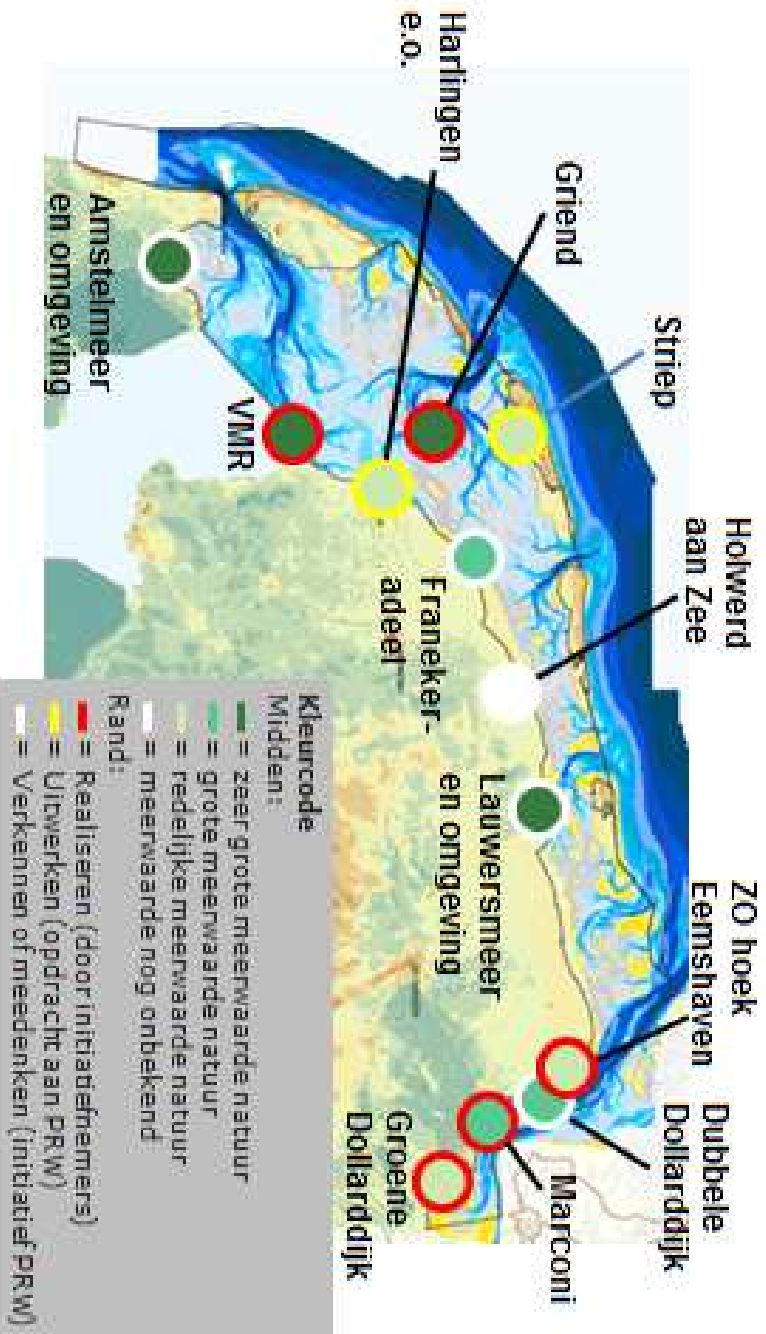 Harlingen
e.o.
Griend
Striep
Holwerd
aan Zee
ZO hoek
Eemshaven
Dubbele
Dollarddijk
Marconi
Groene
Dollarddijk
Lauwersmeer
en omgeving
Franeker-
adeel
VMR
Amstelmeer
en omgeving
Kleurcode
Midden:
= zeer grote meerwaarde natuur
= grote meerwaarde natuur
= redelijke meerwaarde natuur
= meerwaarde nog onbekend
Rand:
= Realiseren (door initiatiefnemers)
= Uitwerken (opdracht aan PRW)
= Verkennen of meedenken (initiatief PRW)